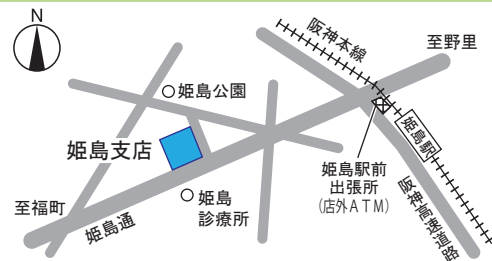 N
阪神本線
至野里
姫島公園
姫島支店
姫島駅
姫島駅前
出張所
(店外ATM)
姫島
診療所
至福町
姫島通
阪神高速道路